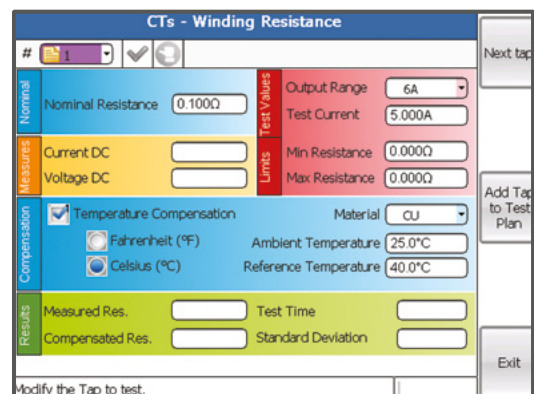 CTs - Winding Resistance
# 1
Next tap
Nominal
Nominal Resistance 0.100Ω
Test Values
Output Range 6A
Test Current 5.000A
Measures
Current DC
Voltage DC
Limits
Min Resistance 0.000Ω
Max Resistance 0.000Ω
Add Tap
to Test
Plan
Compensation
Temperature Compensation
Material CU
Fahrenheit (ºF)
Ambient Temperature 25.0°C
Celsius (ºC)
Reference Temperature 40.0°C
Results
Measured Res.
Test Time
Compensated Res.
Standard Deviation
Exit
Modify the Tap to test.